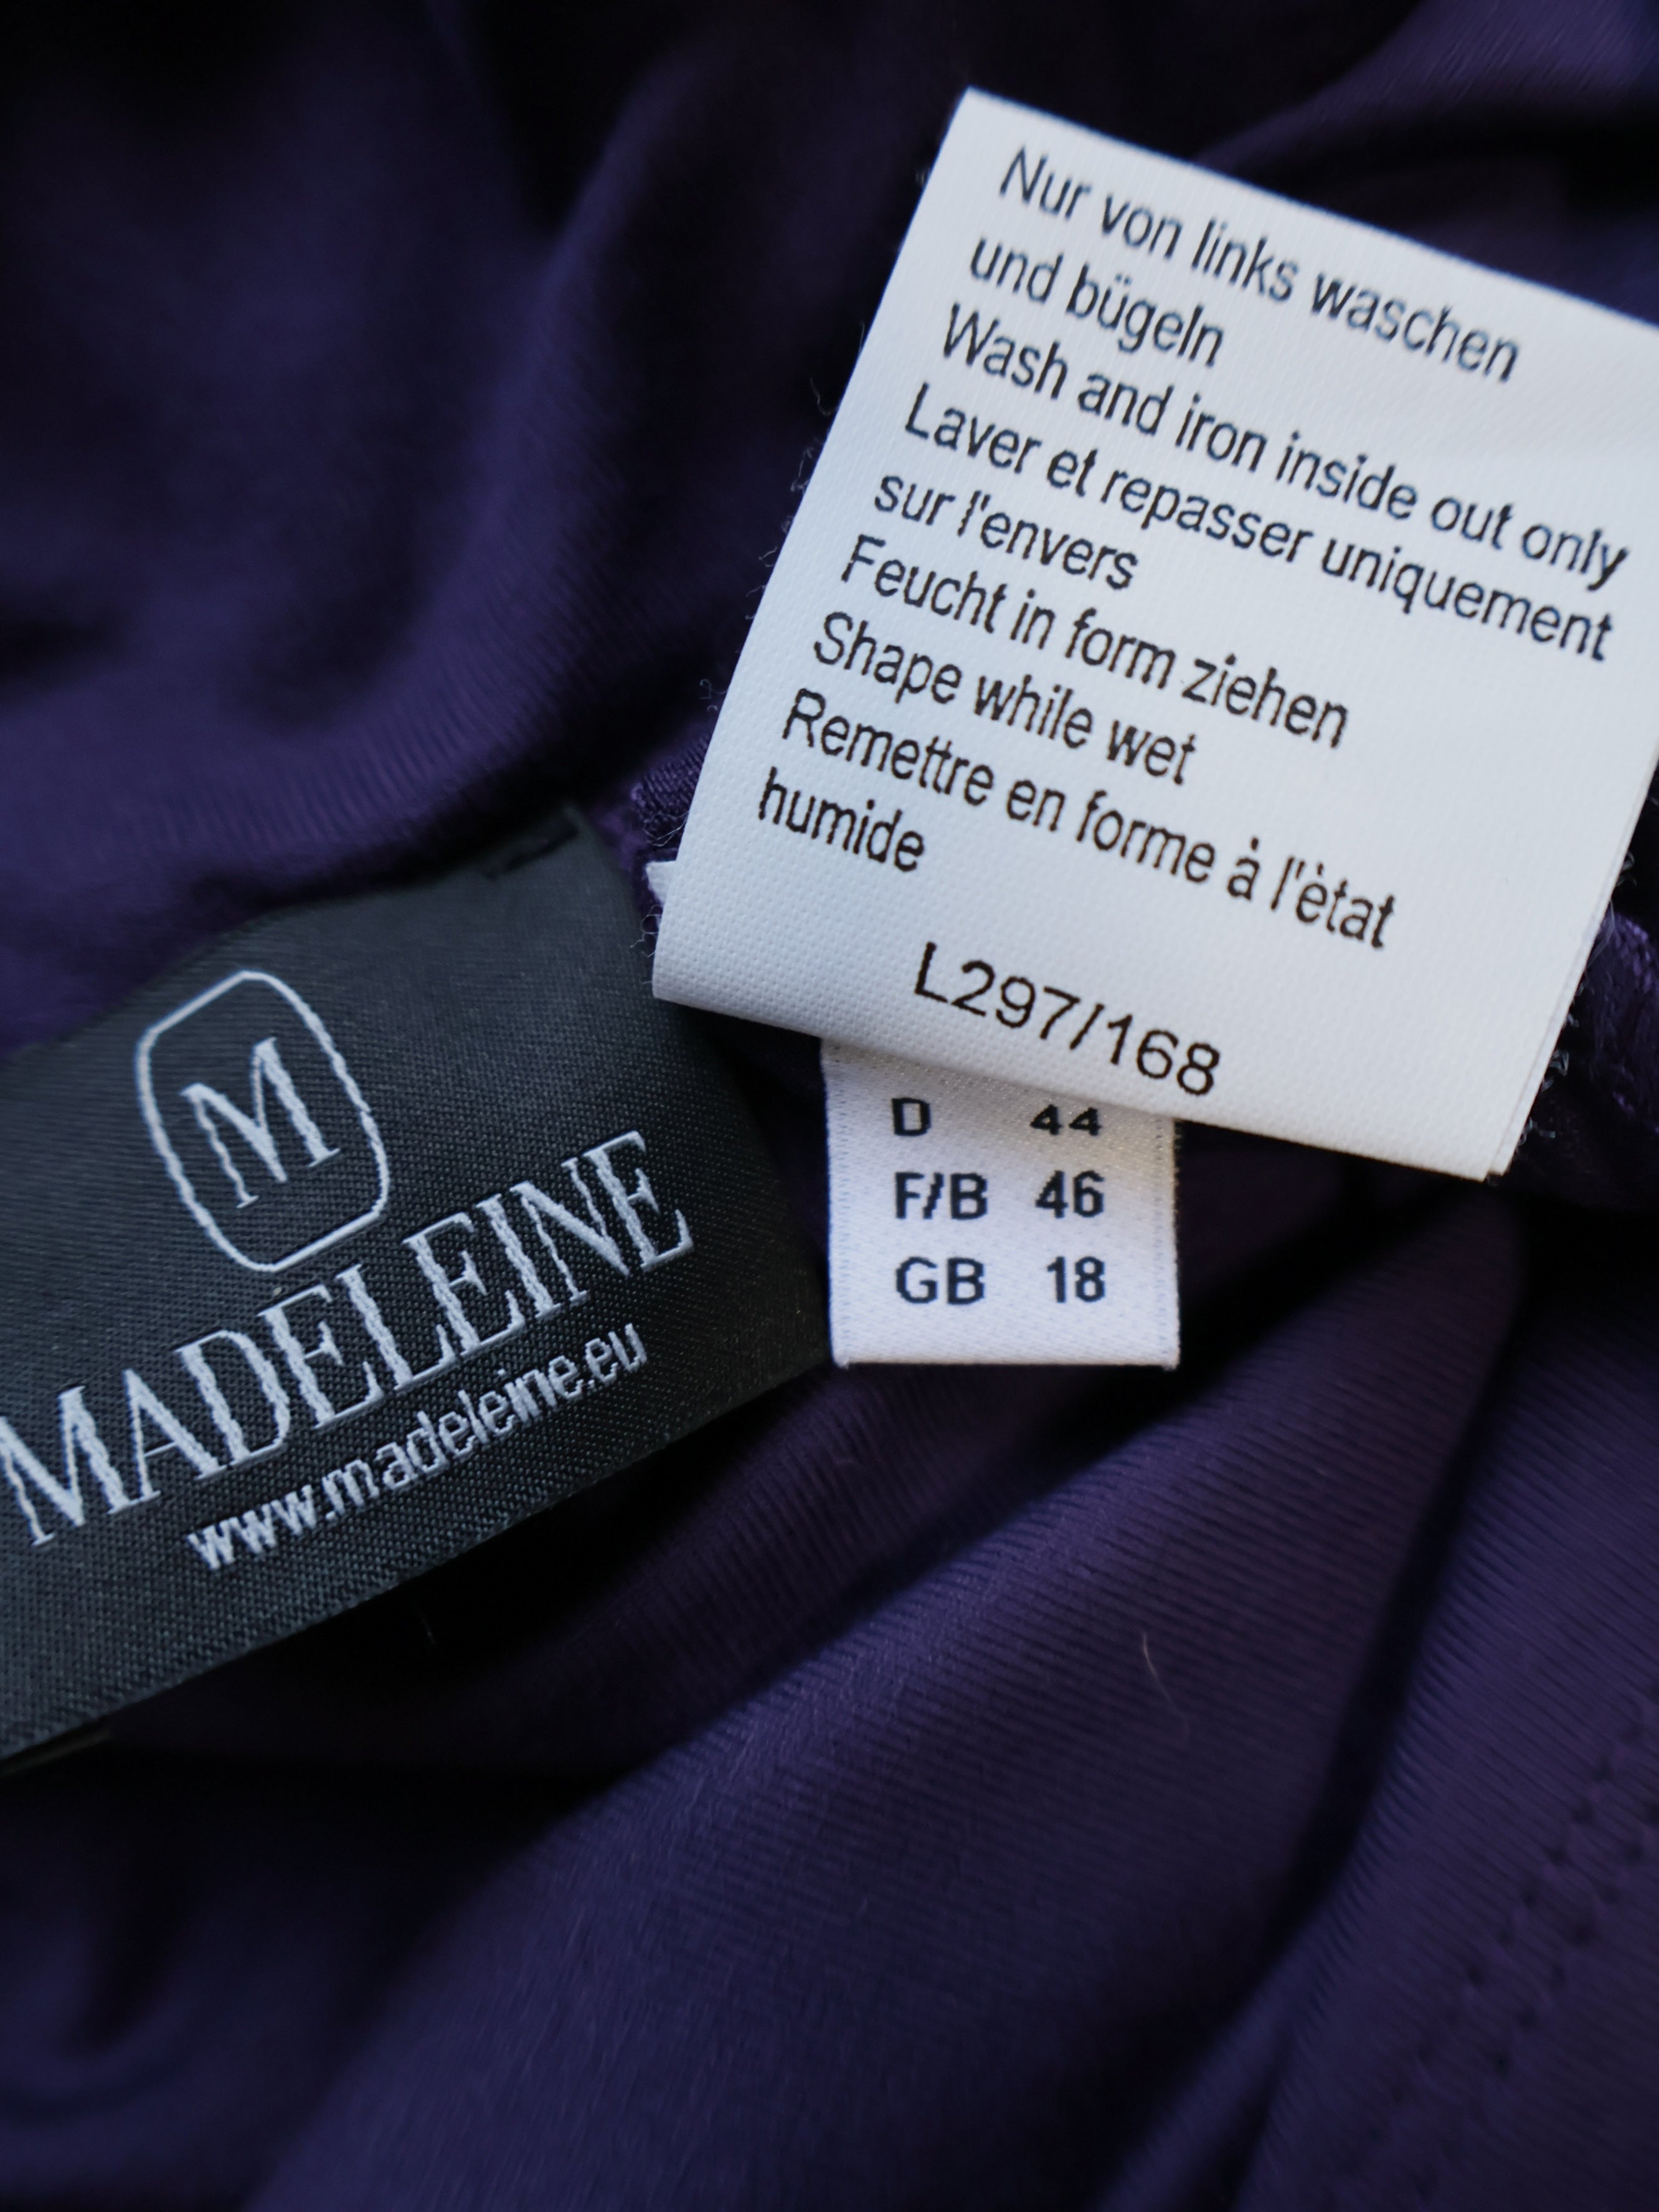 Nur von links waschen
und bügeln
Wash and iron inside out only
Laver et repasser uniquement
sur l'envers
Feucht in form ziehen
Shape while wet
Remettre en forme à l'ètat
humide
L297/168
D 44
F/B 46
GB 18
M
MADELEINE
www.madeleine.eu